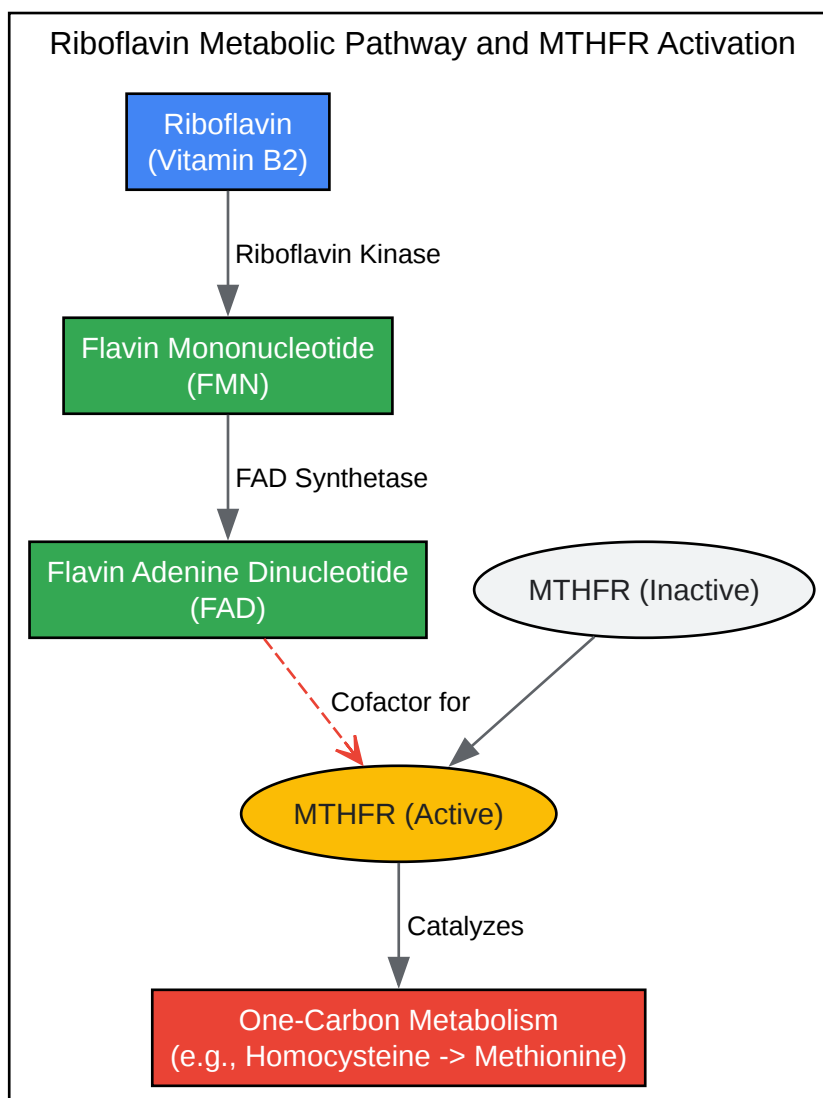 Riboflavin Metabolic Pathway and MTHFR Activation
Riboflavin
(Vitamin B2)
Riboflavin Kinase
Flavin Mononucleotide
(FMN)
FAD Synthetase
Flavin Adenine Dinucleotide
(FAD)
MTHFR (Inactive)
Cofactor for
MTHFR (Active)
Catalyzes
One-Carbon Metabolism
(e.g., Homocysteine -> Methionine)